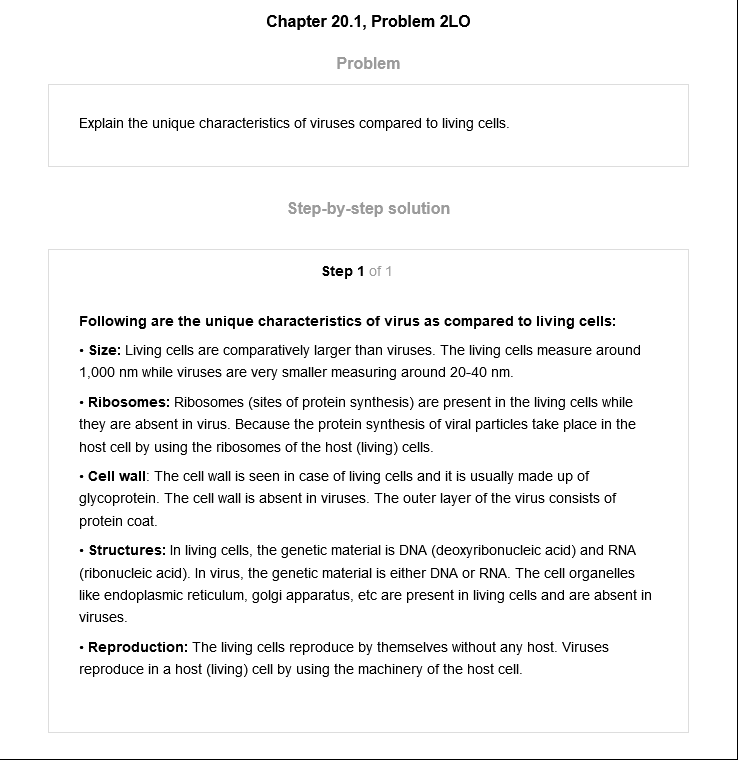 Chapter 20.1, Problem 2LO
Problem
Explain the unique characteristics of viruses compared to living cells.
Step-by-step solution
Step 1 of 1
Following are the unique characteristics of virus as compared to living cells:
• Size: Living cells are comparatively larger than viruses. The living cells measure around
1,000 nm while viruses are very smaller measuring around 20-40 nm.
• Ribosomes: Ribosomes (sites of protein synthesis) are present in the living cells while
they are absent in virus. Because the protein synthesis of viral particles take place in the
host cell by using the ribosomes of the host (living) cells.
• Cell wall: The cell wall is seen in case of living cells and it is usually made up of
glycoprotein. The cell wall is absent in viruses. The outer layer of the virus consists of
protein coat.
• Structures: In living cells, the genetic material is DNA (deoxyribonucleic acid) and RNA
(ribonucleic acid). In virus, the genetic material is either DNA or RNA. The cell organelles
like endoplasmic reticulum, golgi apparatus, etc are present in living cells and are absent in
viruses.
• Reproduction: The living cells reproduce by themselves without any host. Viruses
reproduce in a host (living) cell by using the machinery of the host cell.